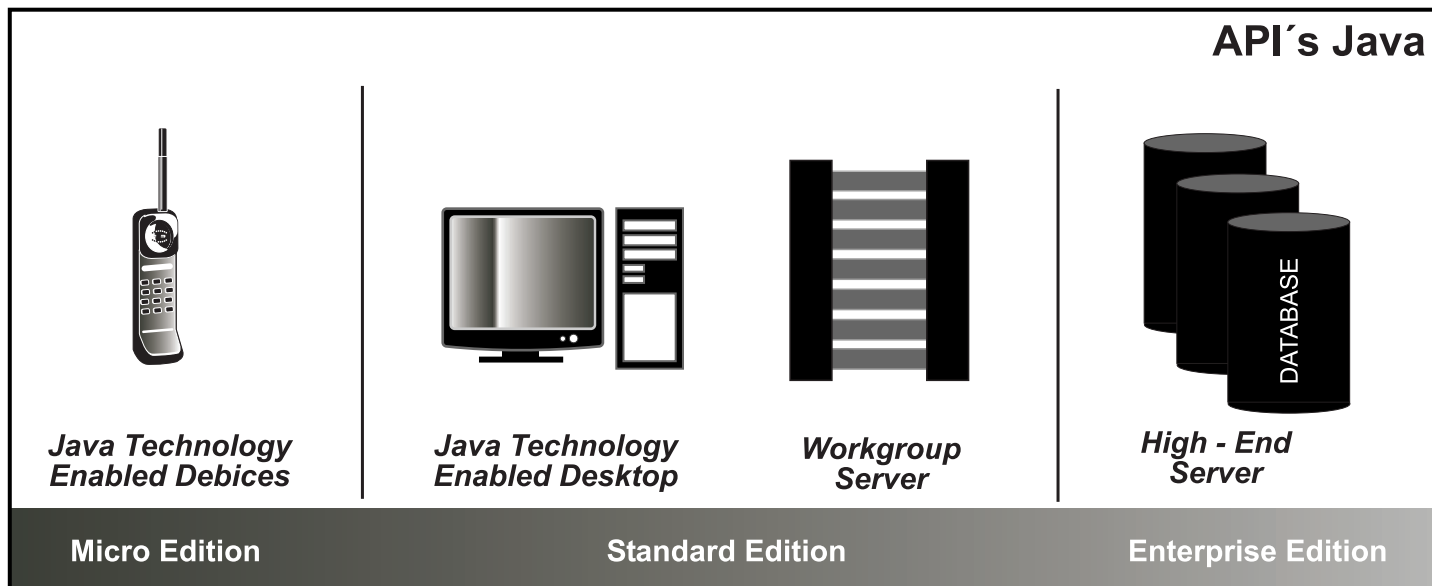 API´s Java
DATABASE
Java Technology
Enabled Debices
Java Technology
Enabled Desktop
Workgroup
Server
High - End
Server
Micro Edition
Standard Edition
Enterprise Edition